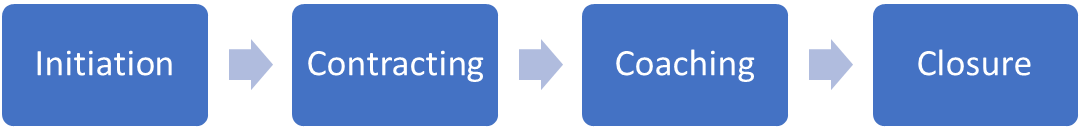 Initiation
Contracting
Coaching
Closure